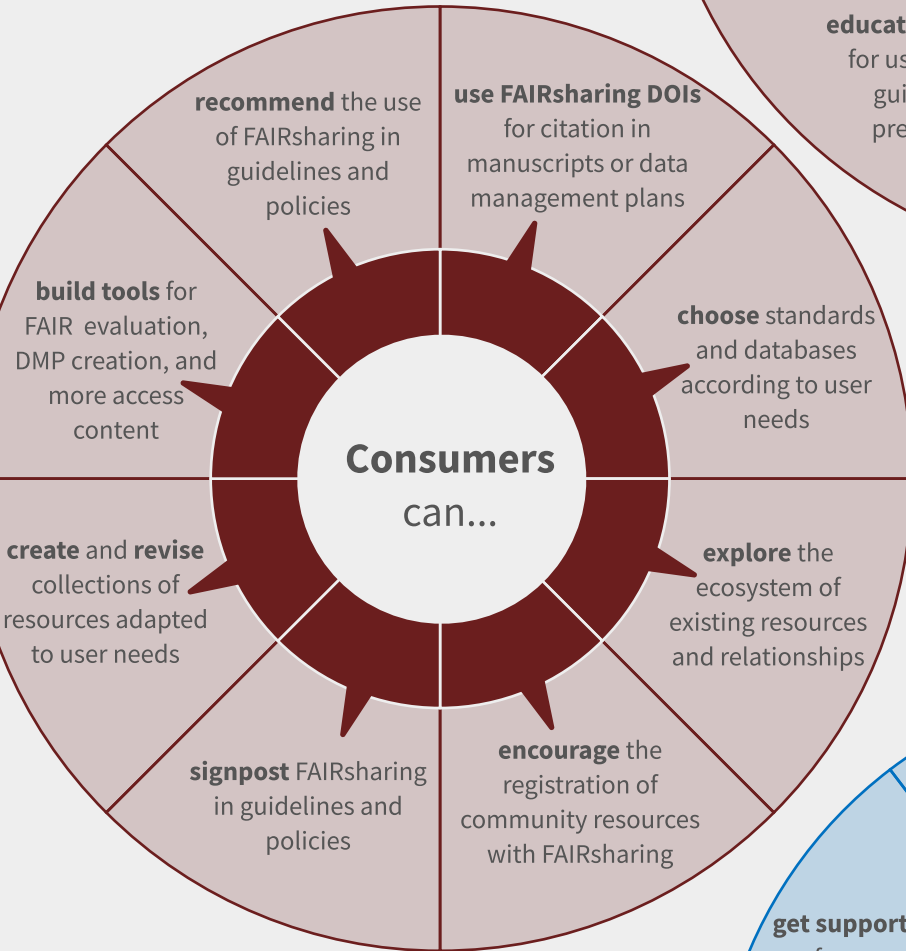 Consumers
can...
use FAIRsharing DOIs
for citation in
manuscripts or data
management plans
choose standards
and databases
according to user
needs
explore the
ecosystem of
existing resources
and relationships
encourage the
registration of
community resources
with FAIRsharing
signpost FAIRsharing
in guidelines and
policies
create and revise
collections of
resources adapted
to user needs
build tools for
FAIR evaluation,
DMP creation, and
more access
content
recommend the use
of FAIRsharing in
guidelines and
policies
for
get support